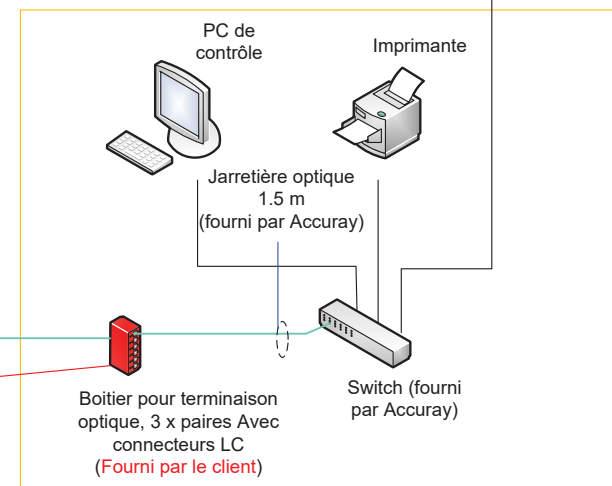 PC de
contrôle
Imprimante
Jarretière optique
1.5 m
(fourni par Accuray)
Switch (fourni
par Accuray)
Boitier pour terminaison
optique, 3 x paires Avec
connecteurs LC
(Fourni par le client)